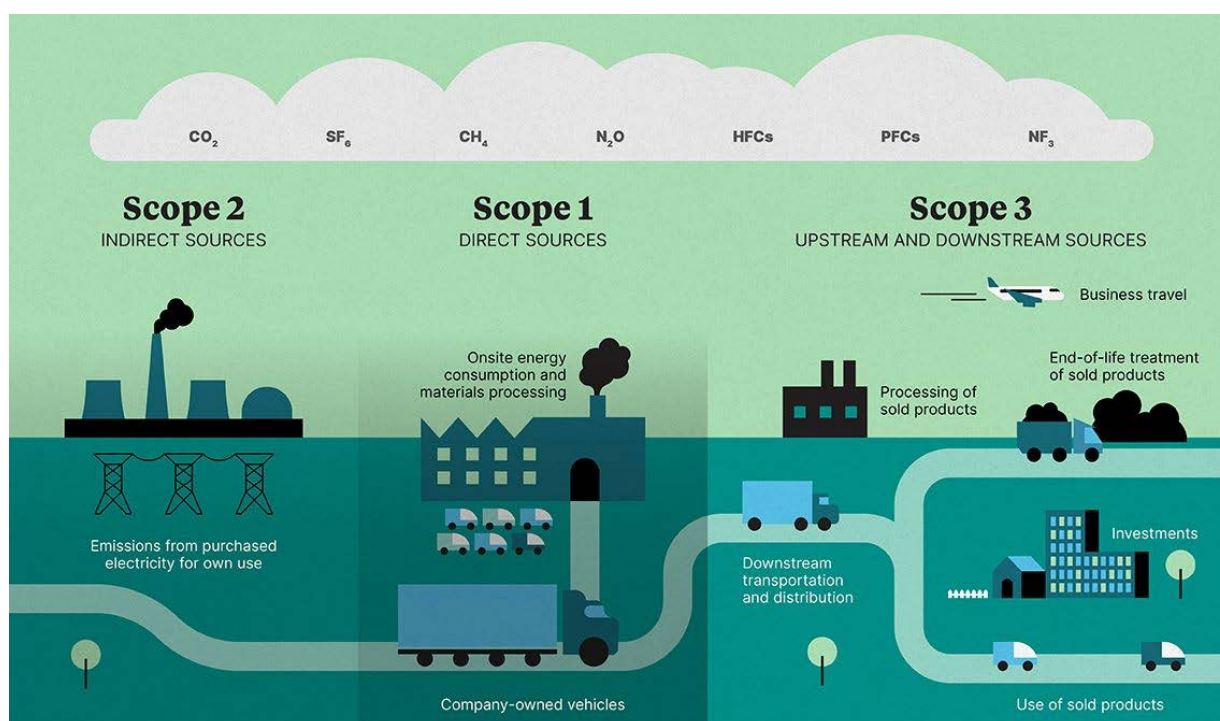 CO₂ SF₆ CH₄ N₂O HFCs PFCs NF₃
Scope 2
INDIRECT SOURCES
Emissions from purchased
electricity for own use
Scope 1
DIRECT SOURCES
Onsite energy
consumption and
materials processing
Company-owned vehicles
Scope 3
UPSTREAM AND DOWNSTREAM SOURCES
Business travel
Processing of
sold products
End-of-life treatment
of sold products
Downstream
transportation
and distribution
Investments
Use of sold products